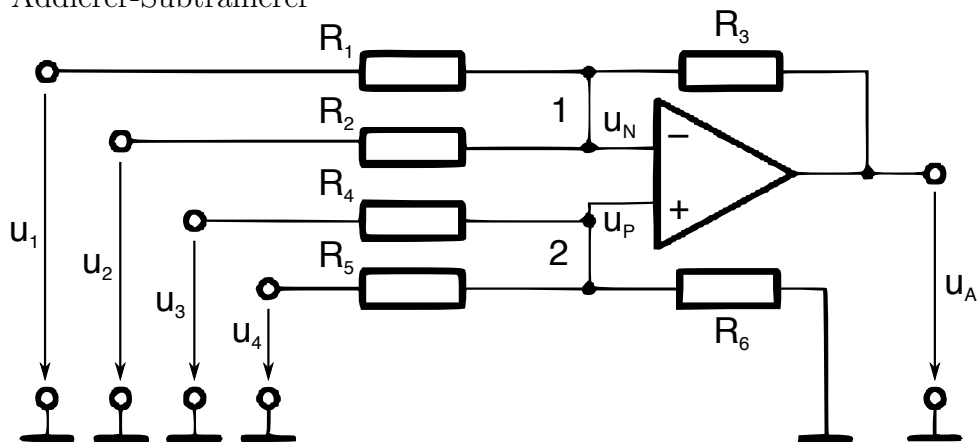 Addierer-Subtrahierer
R1
R3
1
R2
uN
−
R4
+
uP
u1
2
R5
u2
u3
uA
u4
R6